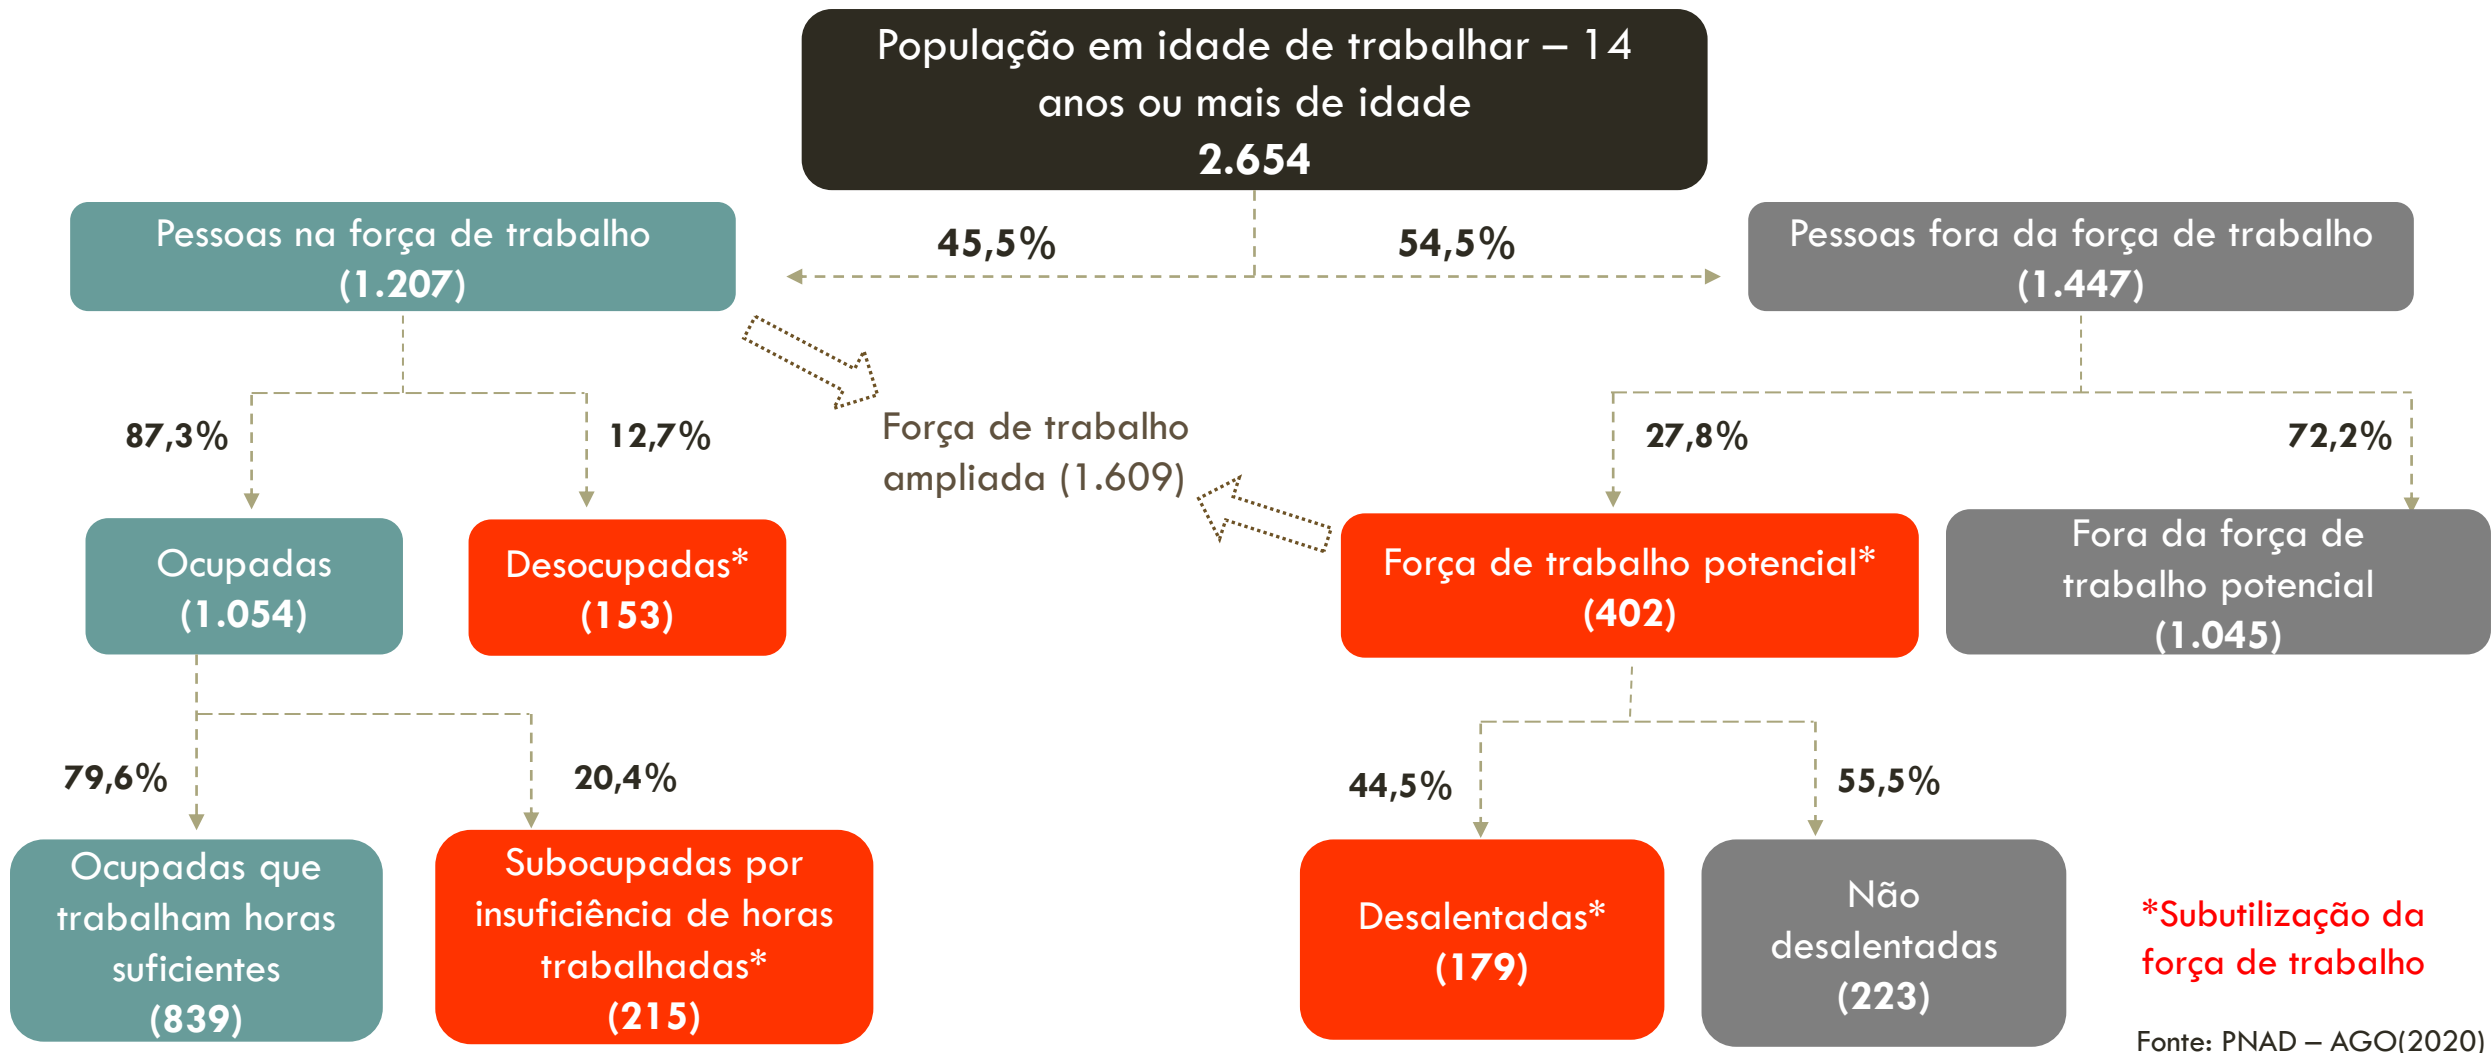 População em idade de trabalhar – 14
anos ou mais de idade
2.654
Pessoas na força de trabalho
(1.207)
45,5%
54,5%
Pessoas fora da força de trabalho
(1.447)
87,3%
12,7%
Força de trabalho
ampliada (1.609)
27,8%
72,2%
Ocupadas
(1.054)
Desocupadas*
(153)
Força de trabalho potencial*
(402)
Fora da força de
trabalho potencial
(1.045)
79,6%
20,4%
44,5%
55,5%
Ocupadas que
trabalham horas
suficientes
(839)
Subocupadas por
insuficiência de horas
trabalhadas*
(215)
Desalentadas*
(179)
Não
desalentadas
(223)
*Subutilização da
força de trabalho
Fonte: PNAD – AGO(2020)